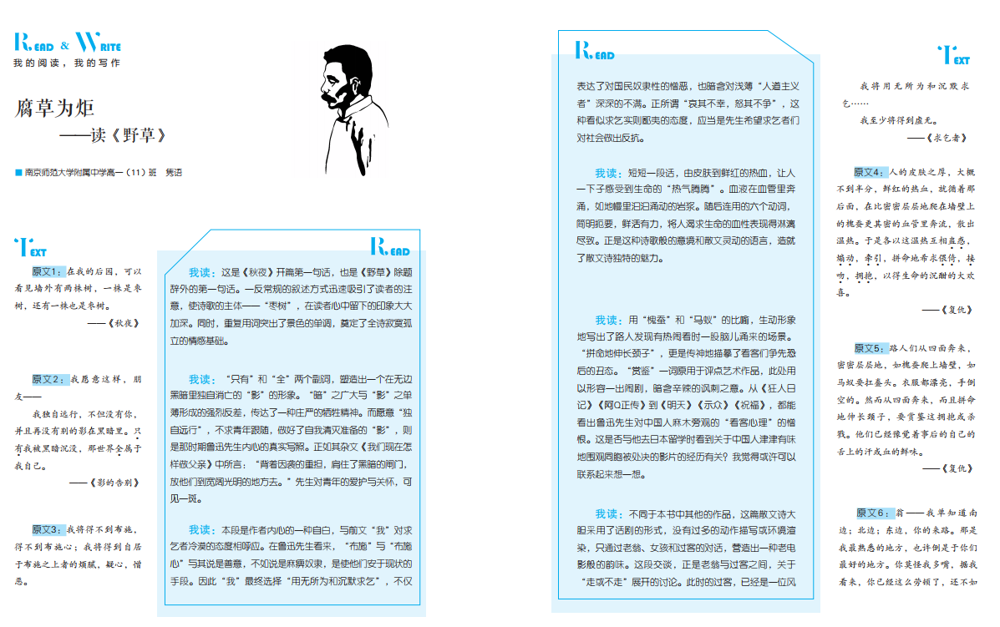 READ & WRITE
我的阅读，我的写作
腐草为炬
——读《野草》
■ 南京师范大学附属中学高一（11）班 隽语
TEXT
原文1：在我的后园，可以
看见墙外有两株树，一株是枣
树，还有一株也是枣树。
——《秋夜》
原文2：我愿意这样，朋
友——
我独自远行，不但没有你，
并且再没有别的影在黑暗里。只
有我被黑暗沉没，那世界全属于
我自己。
——《影的告别》
原文3：我将得不到布施，
得不到布施心；我将得到自居
于布施之上者的烦腻，疑心，憎
恶。
READ
我读：这是《秋夜》开篇第一句话，也是《野草》除题
辞外的第一句话。一反常规的叙述方式迅速吸引了读者的注
意，使诗歌的主体——“枣树”，在读者心中留下的印象大大
加深。同时，重复用词突出了景色的单调，奠定了全诗寂寞孤
立的情感基础。
我读：“只有”和“全”两个副词，塑造出一个在无边
黑暗里独自消亡的“影”的形象。“暗”之广大与“影”之单
薄形成的强烈反差，传达了一种庄严的牺牲精神。而愿意“独
自远行”，不求青年跟随，做好了自我清灭准备的“影”，则
是那时期鲁迅先生内心的真实写照。正如其杂文《我们现在怎
样做父亲》中所言：“背着因袭的重担，肩住了黑暗的闸门，
放他们到宽阔光明的地方去。”先生对青年的爱护与关怀，可
见一斑。
我读：本段是作者内心的一种自白，与前文“我”对求
乞者冷漠的态度相呼应。在鲁迅先生看来，“布施”与“布施
心”与其说是善意，不如说是麻痹奴隶，是使他们安于现状的
手段。因此“我”最终选择“用无所为和沉默求乞”，不仅
READ
表达了对国民奴隶性的憎恶，也暗含对浅薄“人道主义
者”深深的不满。正所谓“哀其不幸，怒其不争”，这
种看似求乞实则鄙夷的态度，应当是先生希望求乞者们
对社会做出反抗。
我读：短短一段话，由皮肤到鲜红的热血，让人
一下子感受到生命的“热气腾腾”。血液在血管里奔
涌，如地幔里汩汩涌动的岩浆。随后连用的六个动词，
简明扼要，鲜活有力，将人渴求生命的血性表现得淋漓
尽致。正是这种诗歌般的意境和散文灵动的语言，造就
了散文诗独特的魅力。
我读：用“槐蚕”和“马蚁”的比喻，生动形象
地写出了路人发现有热闹看时一股脑儿涌来的场景。
“拼命地伸长颈子”，更是传神地描摹了看客们争先恐
后的丑态。“赏鉴”一词原用于评点艺术作品，此处用
以形容一出闹剧，暗含辛辣的讽刺之意。从《狂人日
记》《阿Q正传》到《明天》《示众》《祝福》，都能
看出鲁迅先生对中国人麻木旁观的“看客心理”的憎
恨。这是否与他去日本留学时看到关于中国人津津有味
地围观同胞被处决的影片的经历有关？我觉得或许可以
联系起来想一想。
我读：不同于本书中其他的作品，这篇散文诗大
胆采用了话剧的形式，没有过多的动作描写或环境渲
染，只通过老翁、女孩和过客的对话，营造出一种老电
影般的韵味。这段交谈，正是老翁与过客之间，关于
“走或不走”展开的讨论。此时的过客，已经是一位风
TEXT
我将用无所为和沉默求
乞……
我至少将得到虚无。
——《求乞者》
原文4：人的皮肤之厚，大概
不到半分，鲜红的热血，就循着那
后面，在比密密层层地爬在墙壁上
的槐蚕更其密的血管里奔流，散出
温热。于是各以这温热互相蛊惑，
煽动，牵引，拼命地希求偎倚，接
吻，拥抱，以得生命的沉酣的大欢
喜。
——《复仇》
原文5：路人们从四面奔来，
密密层层地，如槐蚕爬上墙壁，如
马蚁要扛鲞头。衣服都漂亮，手倒
空的。然而从四面奔来，而且拼命
地伸长颈子，要赏鉴这拥抱或杀
戮。他们已经豫觉着事后的自己的
舌上的汗或血的鲜味。
——《复仇》
原文6：翁——我单知道南
边；北边；东边，你的来路。那是
我最熟悉的地方，也许倒是于你们
最好的地方。你莫怪我多嘴，据我
看来，你已经这么劳顿了，还不如